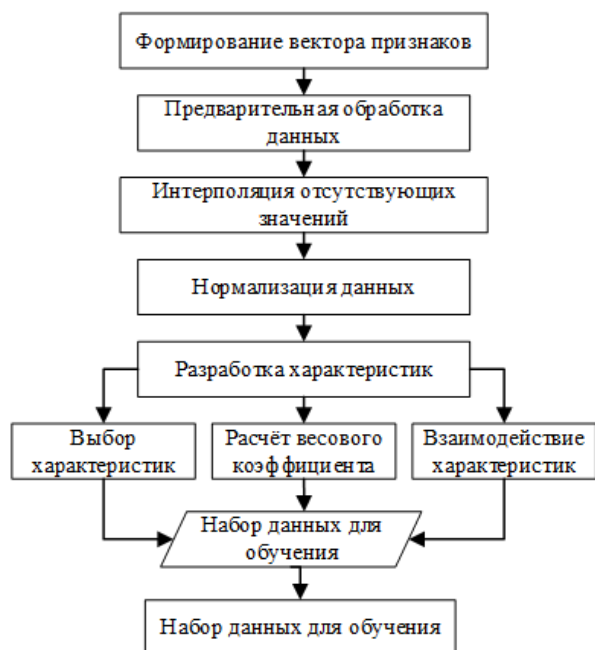 Формирование вектора признаков
Предварительная обработка
данных
Интерполяция отсутствующих
значений
Нормализация данных
Разработка характеристик
Выбор
характеристик
Расчёт весового
коэффициента
Взаимодействие
характеристик
Набор данных для
обучения
Набор данных для обучения